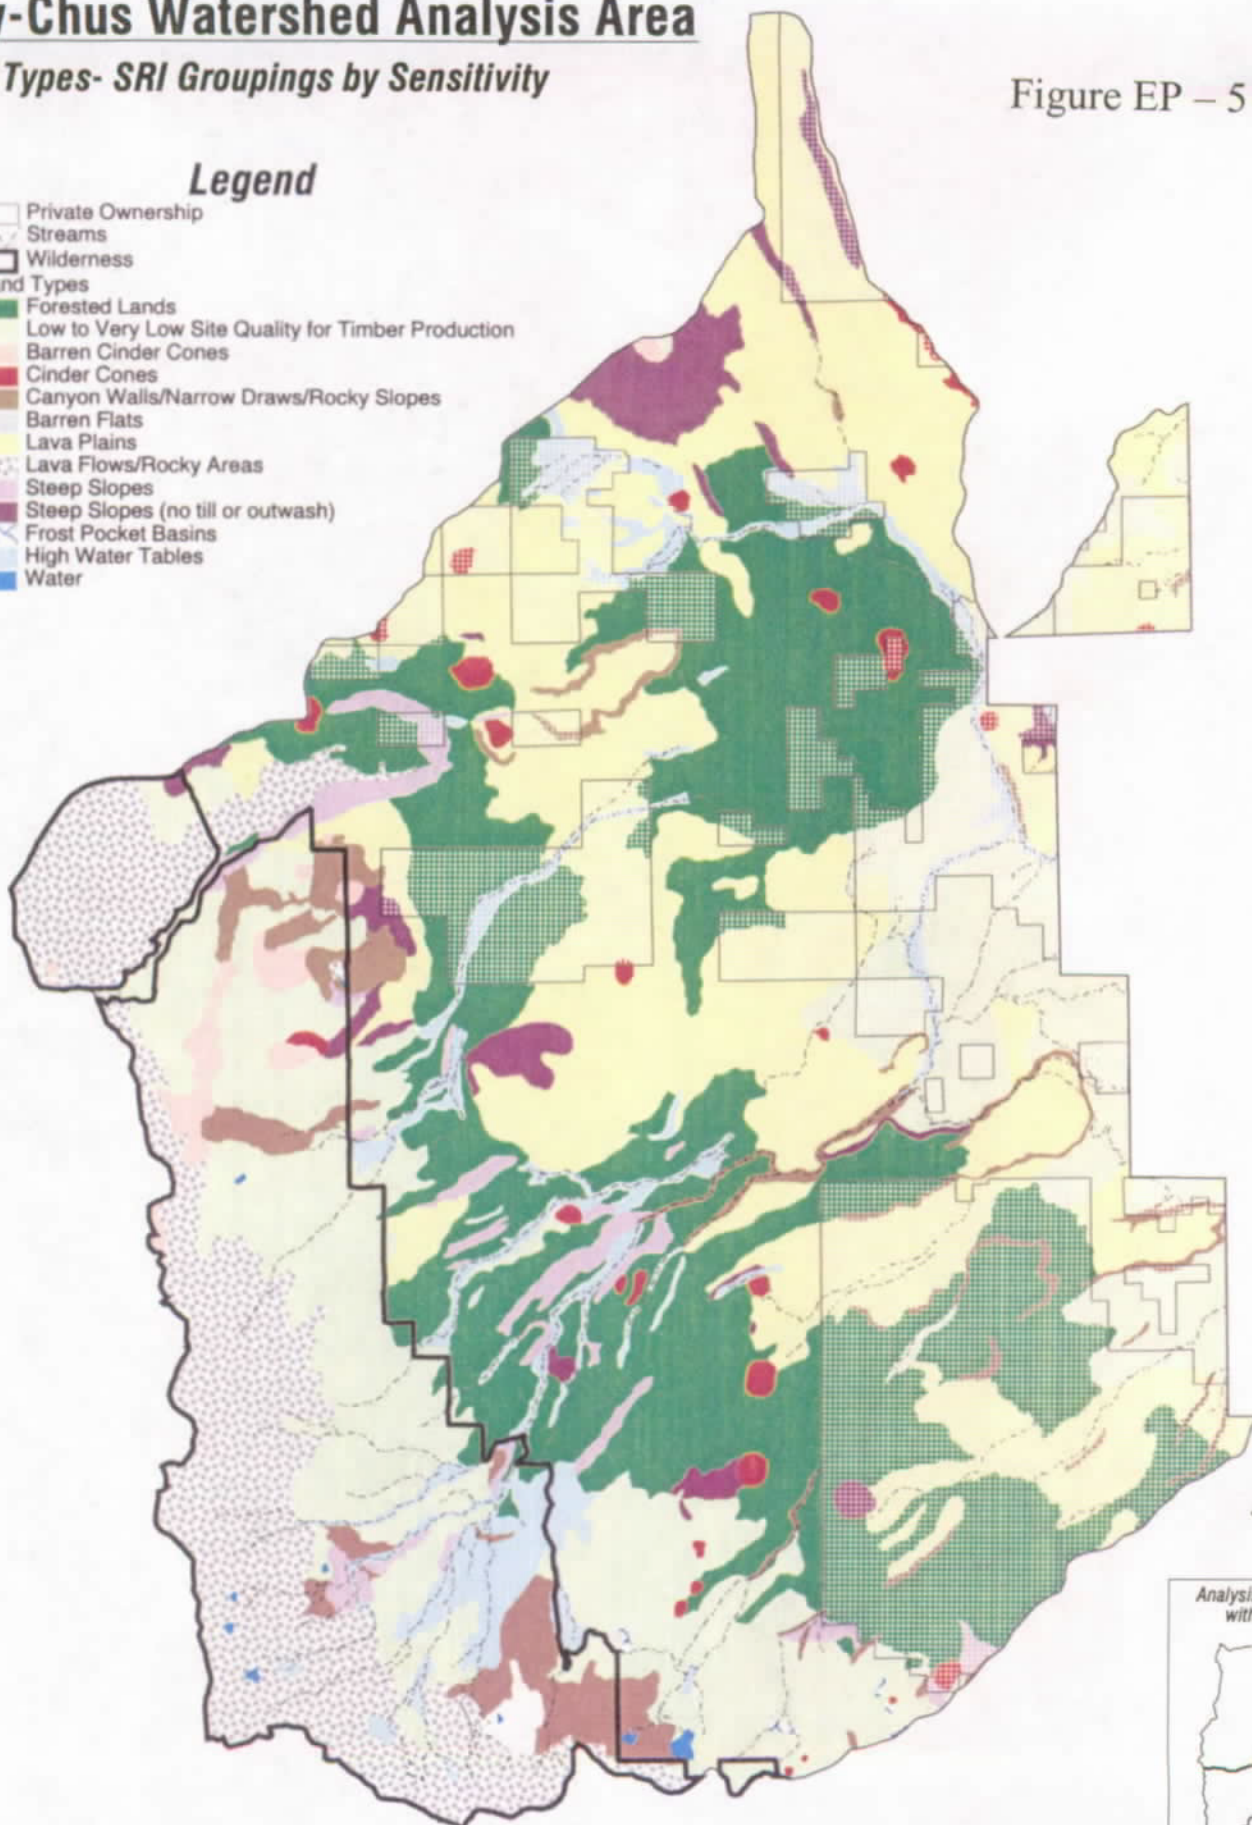 y-Chus Watershed Analysis Area
Types- SRI Groupings by Sensitivity
Figure EP – 5
Legend
Private Ownership
Streams
Wilderness
nd Types
Forested Lands
Low to Very Low Site Quality for Timber Production
Barren Cinder Cones
Cinder Cones
Canyon Walls/Narrow Draws/Rocky Slopes
Barren Flats
Lava Plains
Lava Flows/Rocky Areas
Steep Slopes
Steep Slopes (no till or outwash)
Frost Pocket Basins
High Water Tables
Water
Analysis
with